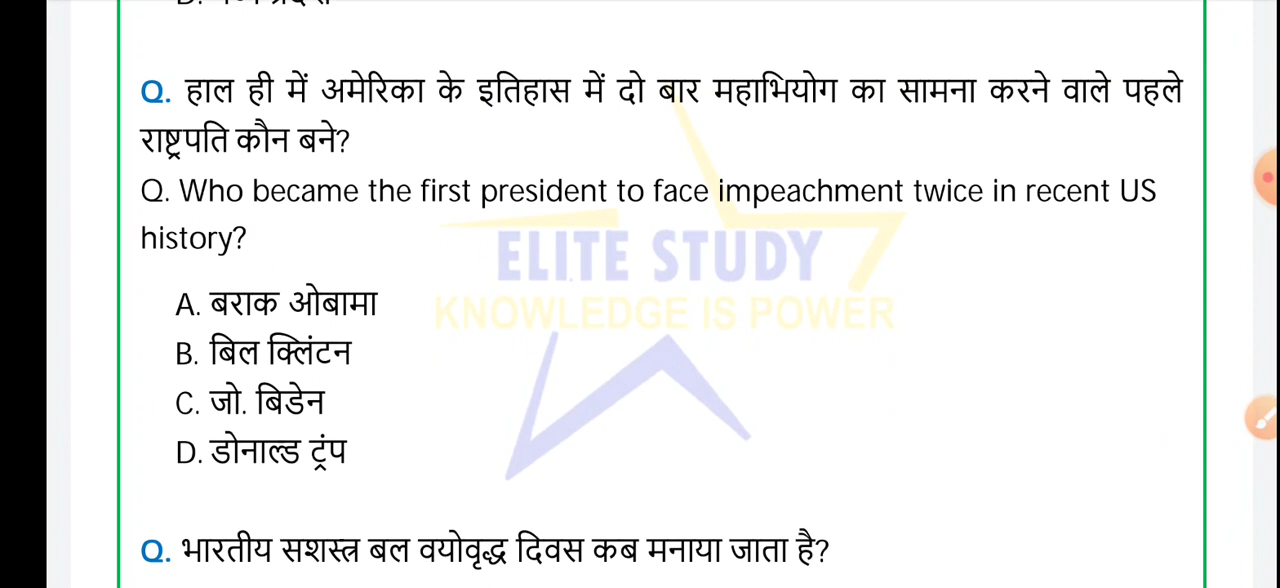 Q. हाल ही में अमेरिका के इतिहास में दो बार महाभियोग का सामना करने वाले पहले
राष्ट्रपति कौन बने?
Q. Who became the first president to face impeachment twice in recent US
history?
ELITE STUDY
KNOWLEDGE IS POWER
A. बराक ओबामा
B. बिल क्लिंटन
C. जो. बिडेन
D. डोनाल्ड ट्रंप
Q. भारतीय सशस्त्र बल वयोवृद्ध दिवस कब मनाया जाता है?